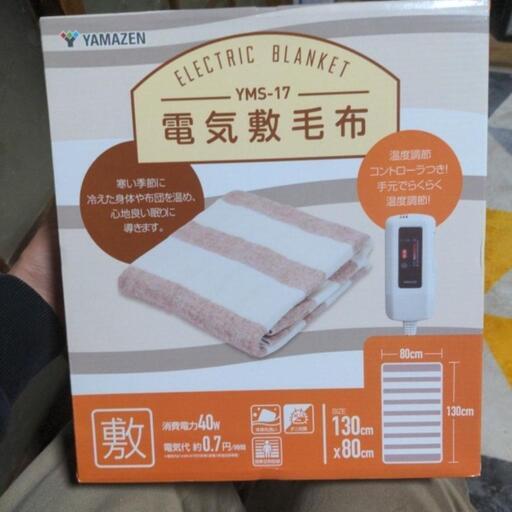 YAMAZEN
ELECTRIC BLANKET
YMS-17
電気敷毛布
寒い季節に
冷えた身体や布団を温め、
心地良い眠りに
導きます。
温度調節
コントローラつき!
手元でらくらく
温度調節!
80cm
130cm
敷
消費電力40W
電気代 約0.7円/時間
SIZE
130cm
x80cm